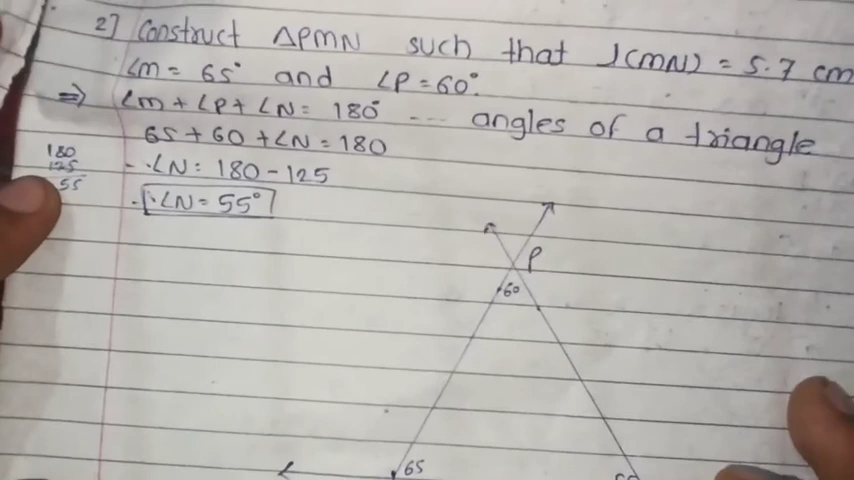 2] Construct ΔPMN such that l(MN) = 5.7 cm
∠M = 65° and ∠P = 60°.
⇒ ∠M + ∠P + ∠N = 180° ... angles of a triangle
65 + 60 + ∠N = 180
180
125
55
∴ ∠N = 180 - 125
∴ ∠N = 55°
P
60
65